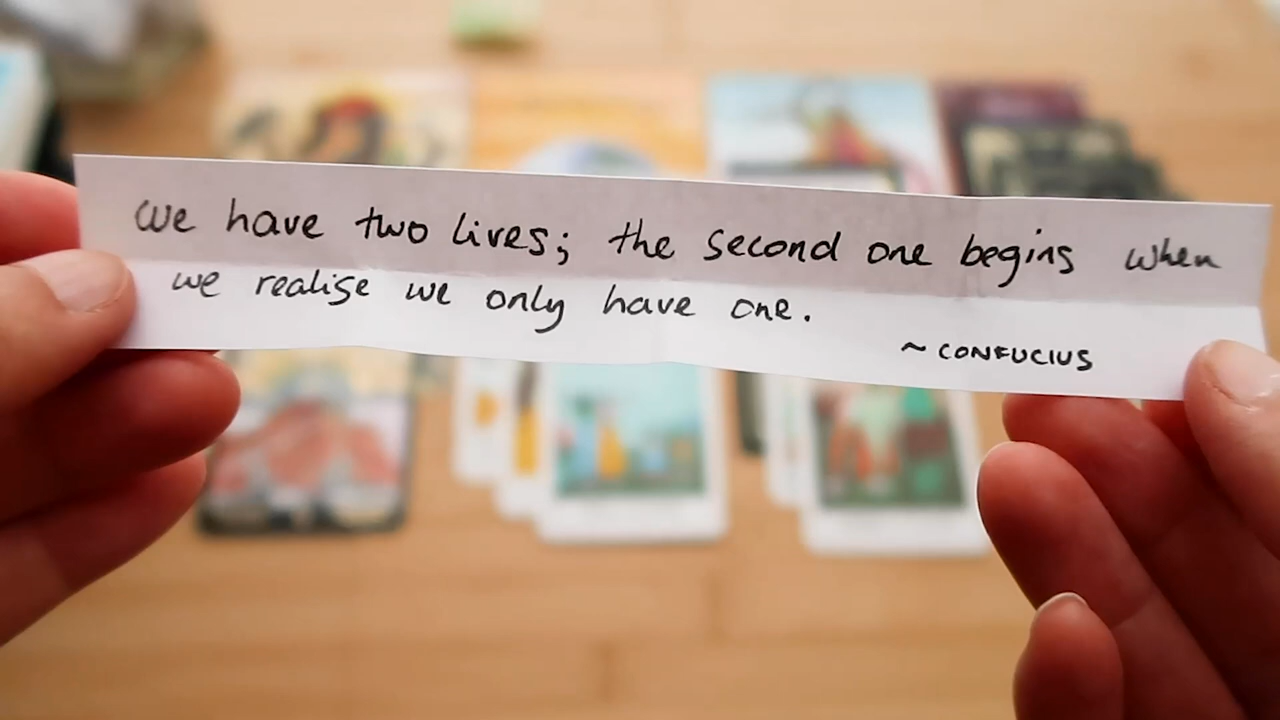 We have two lives; the second one begins when
we realise we only have one.
~ CONFUCIUS